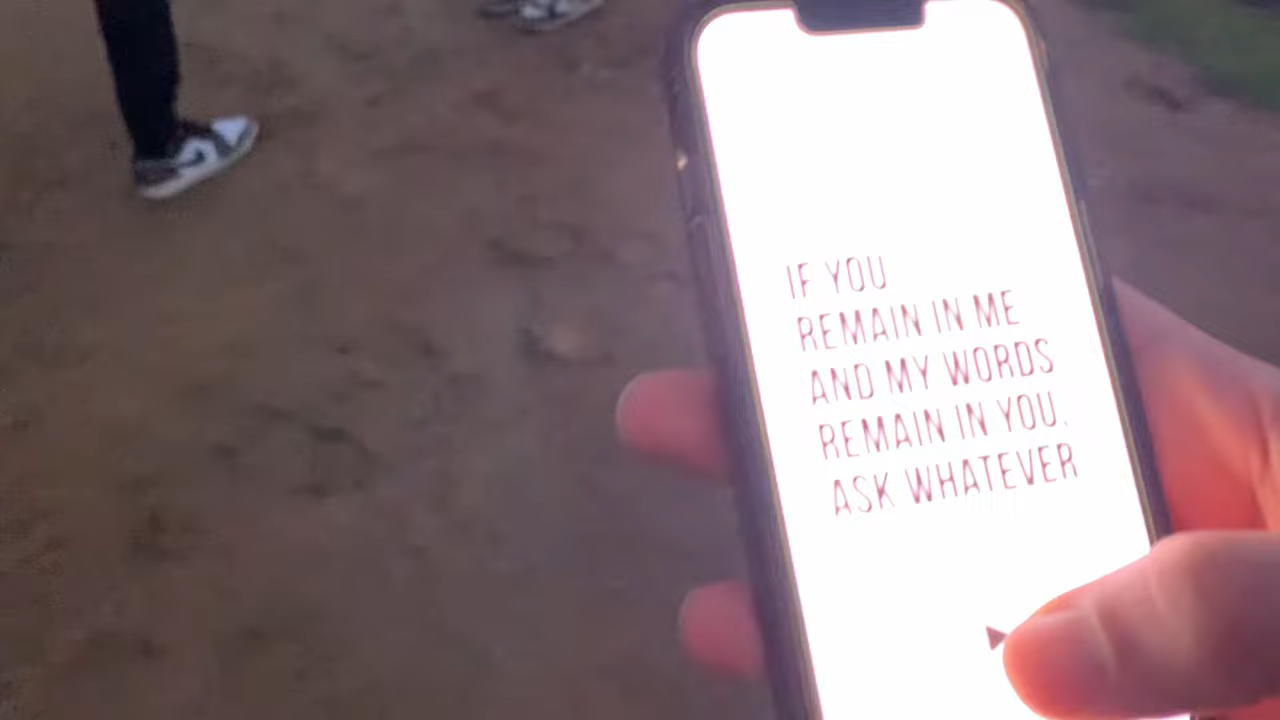 IF YOU
REMAIN IN ME
AND MY WORDS
REMAIN IN YOU,
ASK WHATEVER